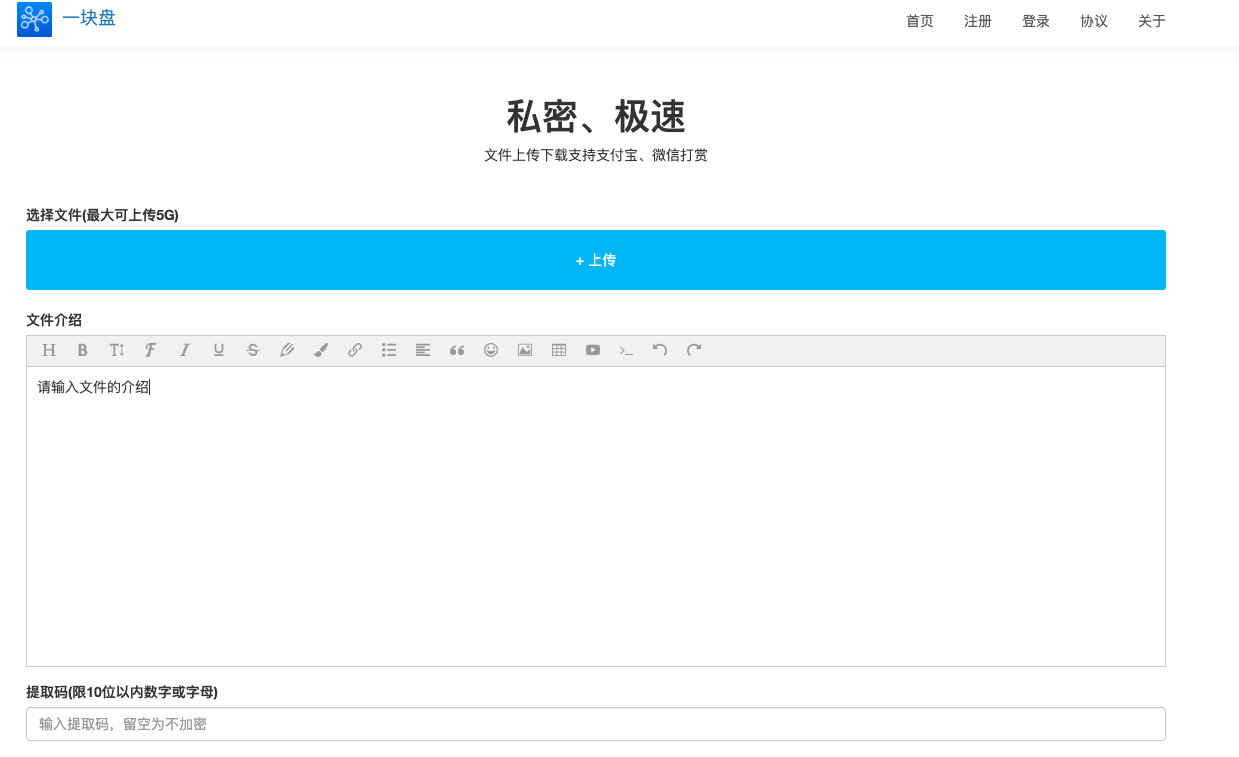 一块盘
首页 注册 登录 协议 关于
私密、极速
文件上传下载支持支付宝、微信打赏
选择文件(最大可上传5G)
+ 上传
文件介绍
请输入文件的介绍
提取码(限10位以内数字或字母)
输入提取码，留空为不加密